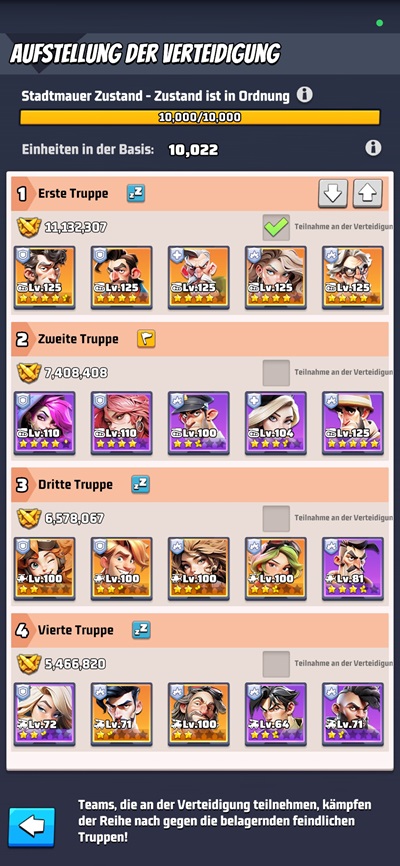 AUFSTELLUNG DER VERTEIDIGUNG
Stadtmauer Zustand - Zustand ist in Ordnung
10,000/10,000
Einheiten in der Basis: 10,022
1 Erste Truppe
11,132,307 Teilnahme an der Verteidigun
Lv.125 Lv.125 Lv.125 Lv.125 Lv.125
2 Zweite Truppe
7,408,408 Teilnahme an der Verteidigun
Lv.110 Lv.110 Lv.100 Lv.104 Lv.125
3 Dritte Truppe
6,578,067 Teilnahme an der Verteidigun
Lv.100 Lv.100 Lv.100 Lv.100 Lv.81
4 Vierte Truppe
5,466,820 Teilnahme an der Verteidigun
Lv.72 Lv.71 Lv.100 Lv.64 Lv.71
Teams, die an der Verteidigung teilnehmen, kämpfen
der Reihe nach gegen die belagernden feindlichen
Truppen!